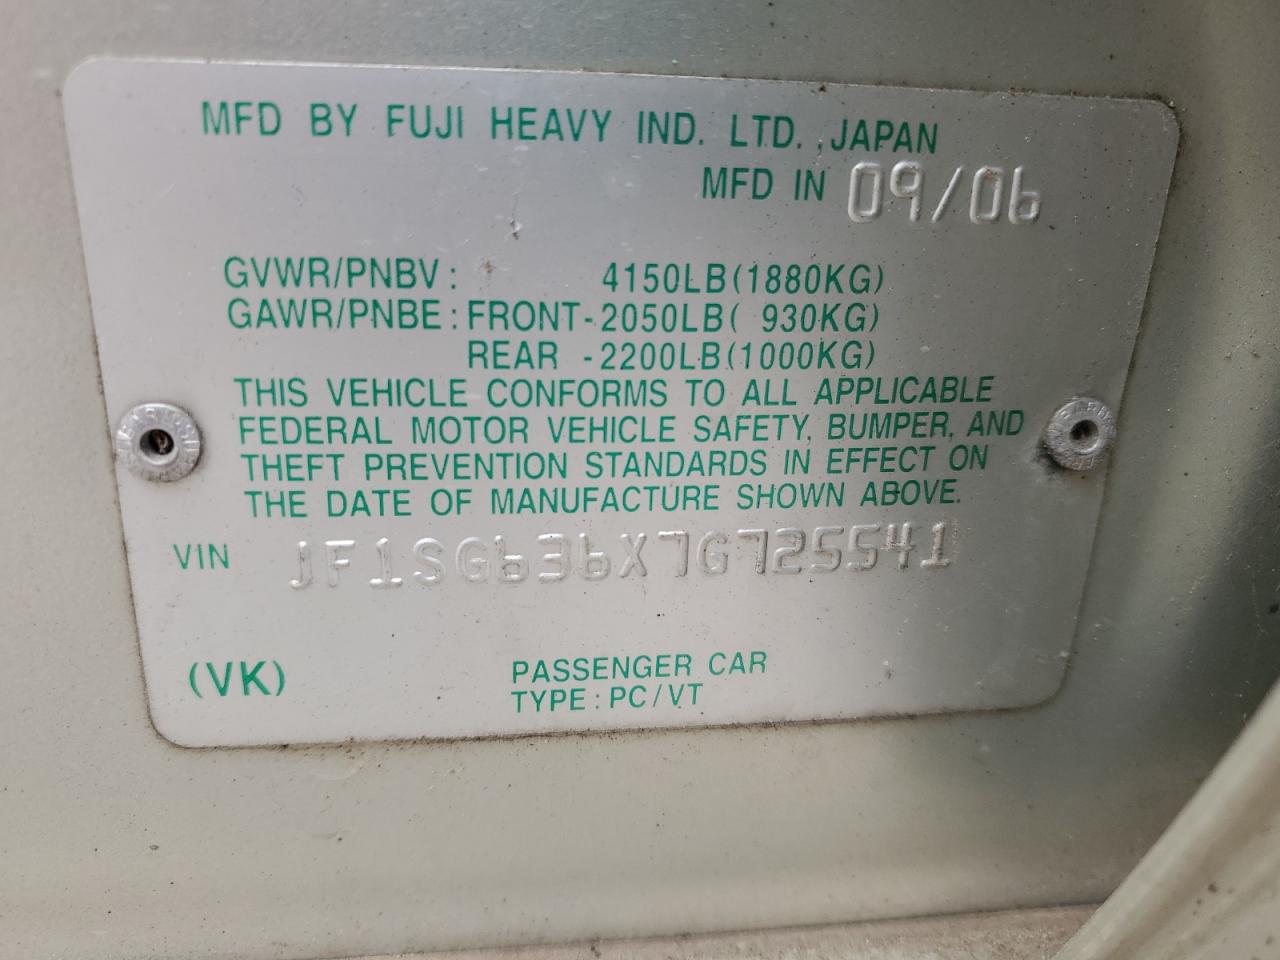 MFD BY FUJI HEAVY IND. LTD., JAPAN
MFD IN 09/06
GVWR/PNBV: 4150LB(1880KG)
GAWR/PNBE: FRONT-2050LB( 930KG)
REAR -2200LB(1000KG)
THIS VEHICLE CONFORMS TO ALL APPLICABLE
FEDERAL MOTOR VEHICLE SAFETY, BUMPER, AND
THEFT PREVENTION STANDARDS IN EFFECT ON
THE DATE OF MANUFACTURE SHOWN ABOVE.
VIN JF1SG636X7G725541
(VK)
PASSENGER CAR
TYPE: PC/VT